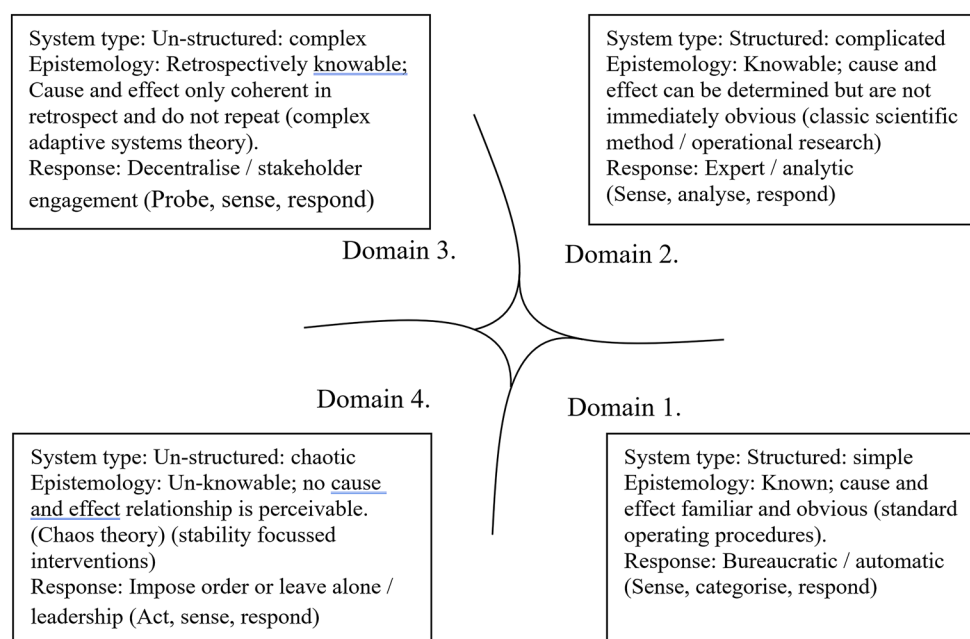 System type: Un-structured: complex
Epistemology: Retrospectively knowable;
Cause and effect only coherent in
retrospect and do not repeat (complex
adaptive systems theory).
Response: Decentralise / stakeholder
engagement (Probe, sense, respond)
System type: Structured: complicated
Epistemology: Knowable; cause and
effect can be determined but are not
immediately obvious (classic scientific
method / operational research)
Response: Expert / analytic
(Sense, analyse, respond)
Domain 3.
Domain 2.
Domain 4.
Domain 1.
System type: Un-structured: chaotic
Epistemology: Un-knowable; no cause
and effect relationship is perceivable.
(Chaos theory) (stability focussed
interventions)
Response: Impose order or leave alone /
leadership (Act, sense, respond)
System type: Structured: simple
Epistemology: Known; cause and
effect familiar and obvious (standard
operating procedures).
Response: Bureaucratic / automatic
(Sense, categorise, respond)